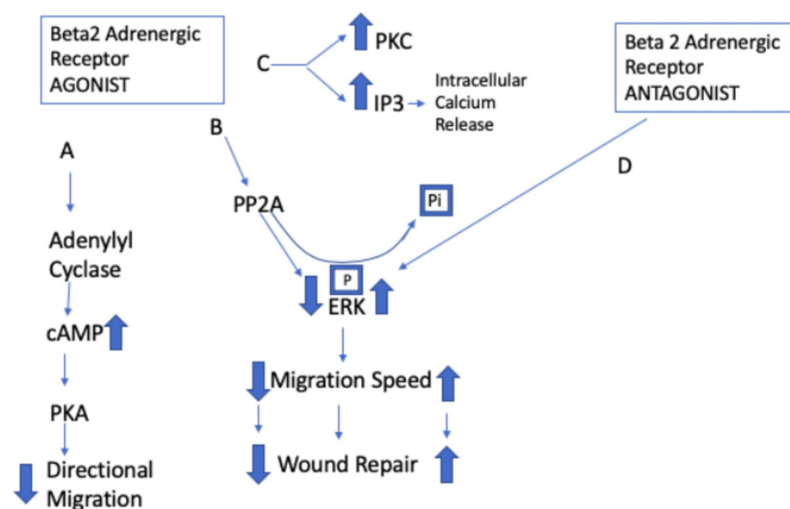 Beta2 Adrenergic
Receptor
AGONIST
C
PKC
IP3
Intracellular
Calcium
Release
Beta 2 Adrenergic
Receptor
ANTAGONIST
A
B
D
PP2A
Pi
P
ERK
Adenylyl
Cyclase
cAMP
PKA
Directional
Migration
Migration Speed
Wound Repair